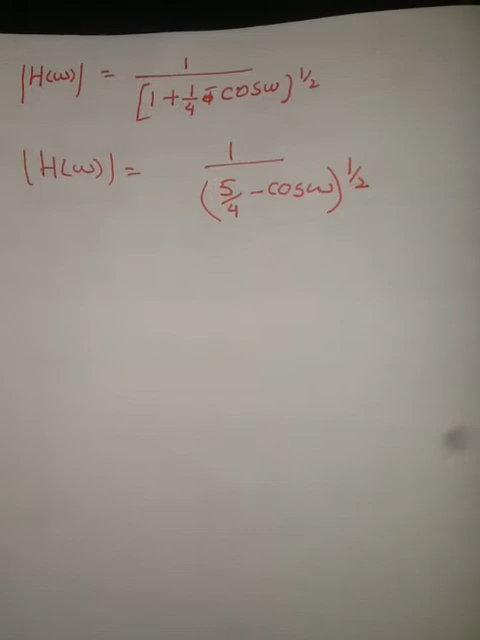 |H(ω)| = 1/[1 + 1/4 - cosω)^1/2
|H(ω)| = 1/(5/4 - cosω)^1/2